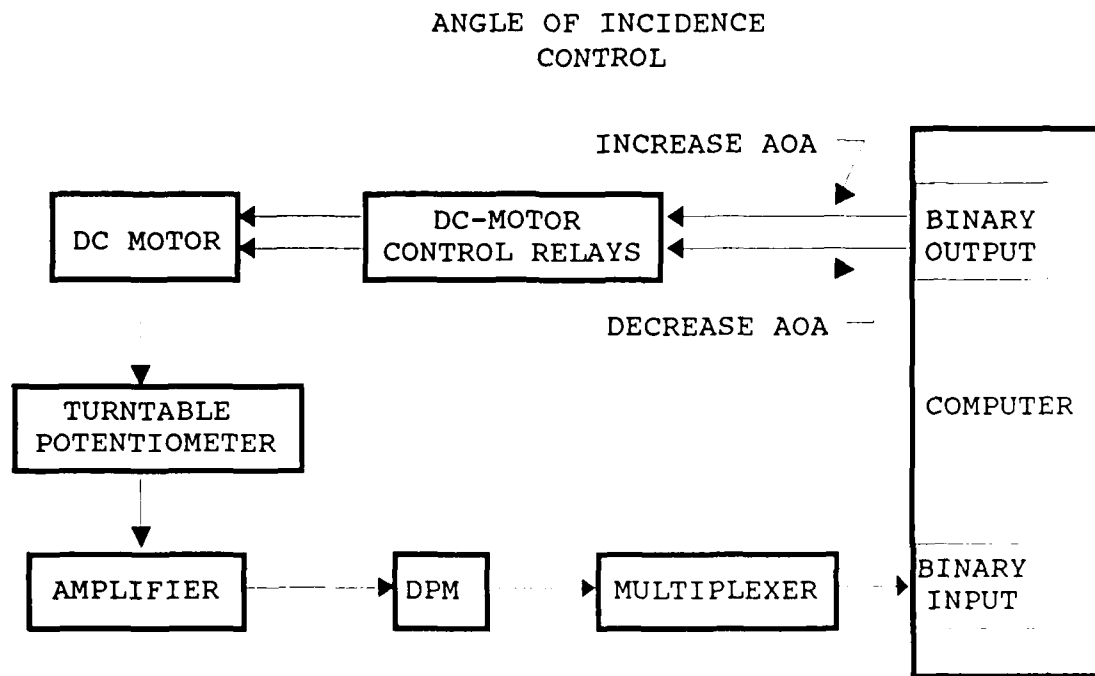 ANGLE OF INCIDENCE
CONTROL
INCREASE AOA
DC MOTOR
DC-MOTOR
CONTROL RELAYS
BINARY
OUTPUT
DECREASE AOA
TURNTABLE
POTENTIOMETER
COMPUTER
AMPLIFIER
DPM
MULTIPLEXER
BINARY
INPUT